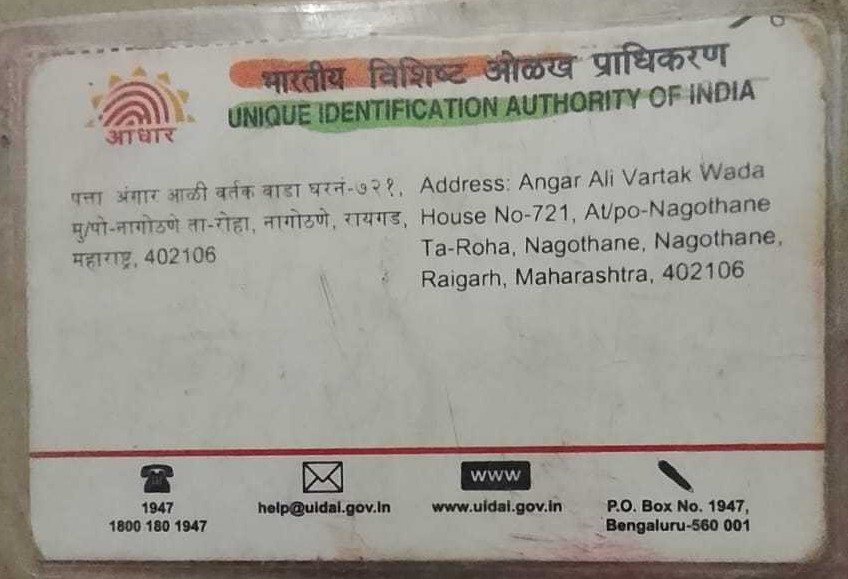 भारतीय विशिष्ट ओळख प्राधिकरण
UNIQUE IDENTIFICATION AUTHORITY OF INDIA
आधार
पत्ता अंगार आळी वर्तक वाडा घरनं-७२१,
मु/पो-नागोठणे ता-रोहा, नागोठणे, रायगड,
महाराष्ट्र, 402106
Address: Angar Ali Vartak Wada
House No-721, At/po-Nagothane
Ta-Roha, Nagothane, Nagothane,
Raigarh, Maharashtra, 402106
1947
1800 180 1947
help@uidai.gov.in
WWW
www.uidai.gov.in
P.O. Box No. 1947,
Bengaluru-560 001